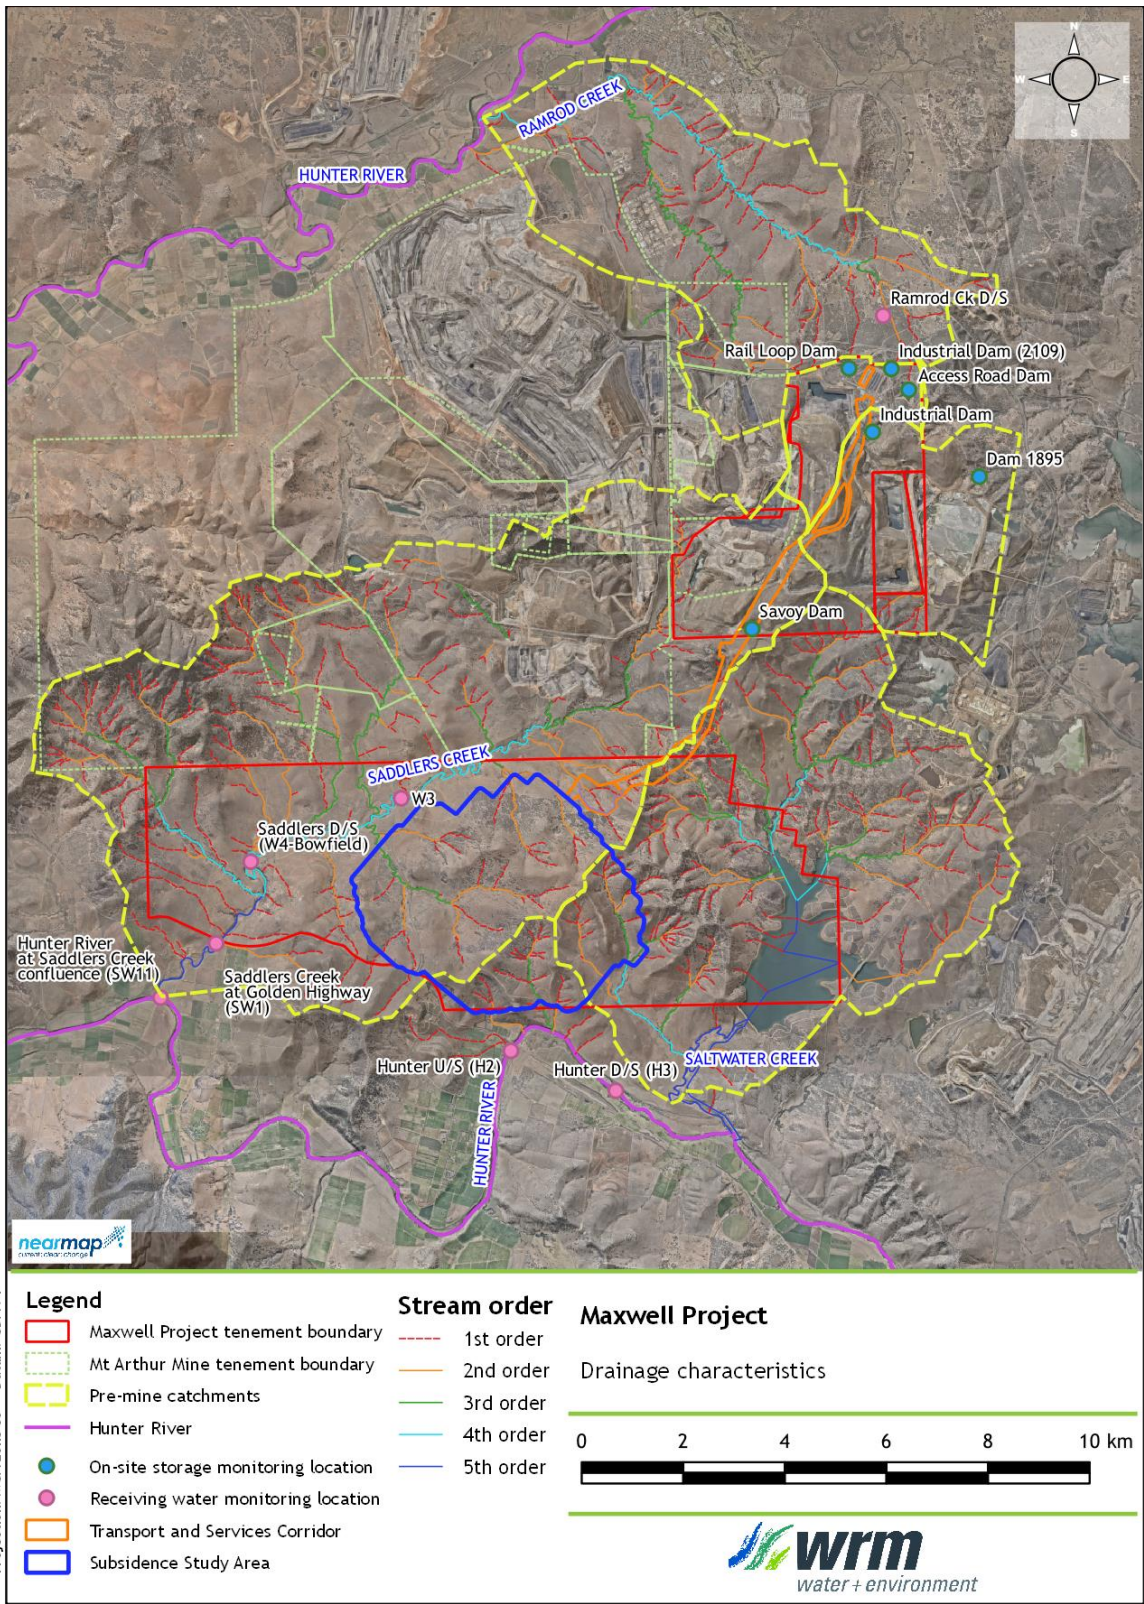 N
W
E
S
RAMROD CREEK
HUNTER RIVER
Ramrod Ck D/S
Rail Loop Dam
Industrial Dam (2109)
Access Road Dam
Industrial Dam
Dam 1895
Savoy Dam
SADDLERS CREEK
W3
Saddlers D/S
(W4-Bowfield)
Hunter River
at Saddlers Creek
confluence (SW11)
Saddlers Creek
at Golden Highway
(SW1)
Hunter U/S (H2)
Hunter D/S (H3)
SALTWATER CREEK
HUNTER RIVER
nearmap
Legend
Maxwell Project tenement boundary
Mt Arthur Mine tenement boundary
Pre-mine catchments
Hunter River
On-site storage monitoring location
Receiving water monitoring location
Transport and Services Corridor
Subsidence Study Area
Stream order
1st order
2nd order
3rd order
4th order
5th order
Maxwell Project
Drainage characteristics
0 2 4 6 8 10 km
wrm
water + environment